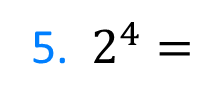 5. 2⁴ =